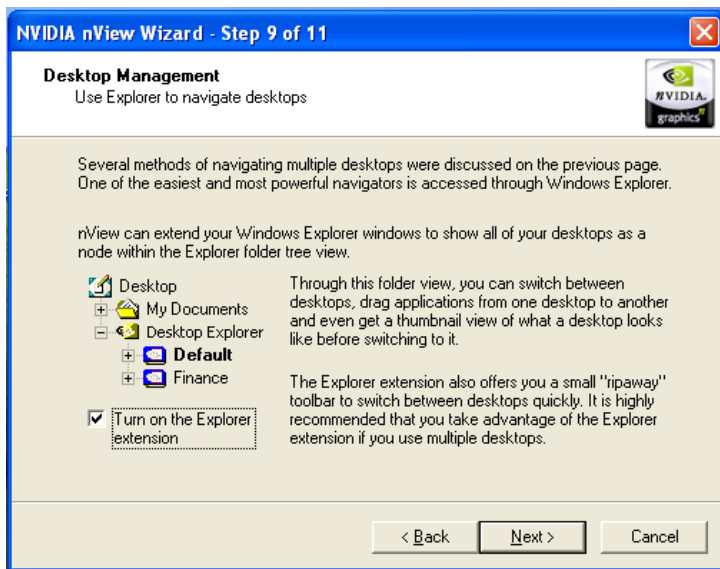 NVIDIA nView Wizard - Step 9 of 11
Desktop Management
Use Explorer to navigate desktops
NVIDIA.
graphics
Several methods of navigating multiple desktops were discussed on the previous page.
One of the easiest and most powerful navigators is accessed through Windows Explorer.
nView can extend your Windows Explorer windows to show all of your desktops as a
node within the Explorer folder tree view.
Desktop
My Documents
Desktop Explorer
Default
Finance
Turn on the Explorer
extension
Through this folder view, you can switch between
desktops, drag applications from one desktop to another
and even get a thumbnail view of what a desktop looks
like before switching to it.
The Explorer extension also offers you a small "ripaway"
toolbar to switch between desktops quickly. It is highly
recommended that you take advantage of the Explorer
extension if you use multiple desktops.
< Back
Next >
Cancel